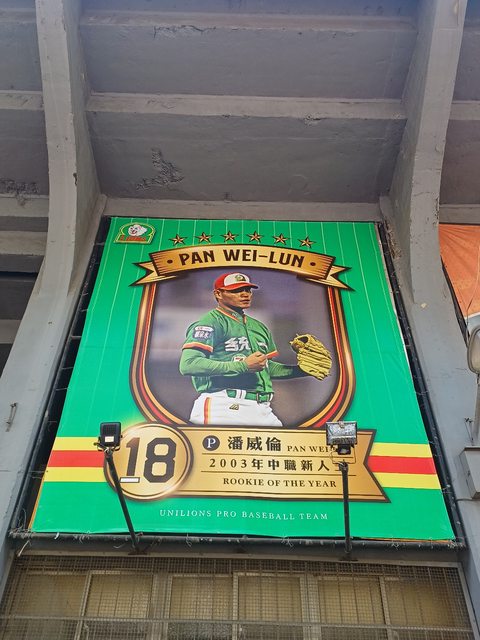 PAN WEI-LUN
統一
18
P 潘威倫 PAN WEI
2003年中職新人
ROOKIE OF THE YEAR
UNILIONS PRO BASEBALL TEAM